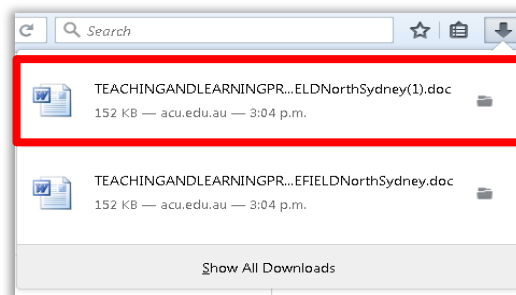 Search
TEACHINGANDLEARNINGPR...ELDNorthSydney(1).doc
152 KB — acu.edu.au — 3:04 p.m.
TEACHINGANDLEARNINGPR...EFIELDNorthSydney.doc
152 KB — acu.edu.au — 3:04 p.m.
Show All Downloads